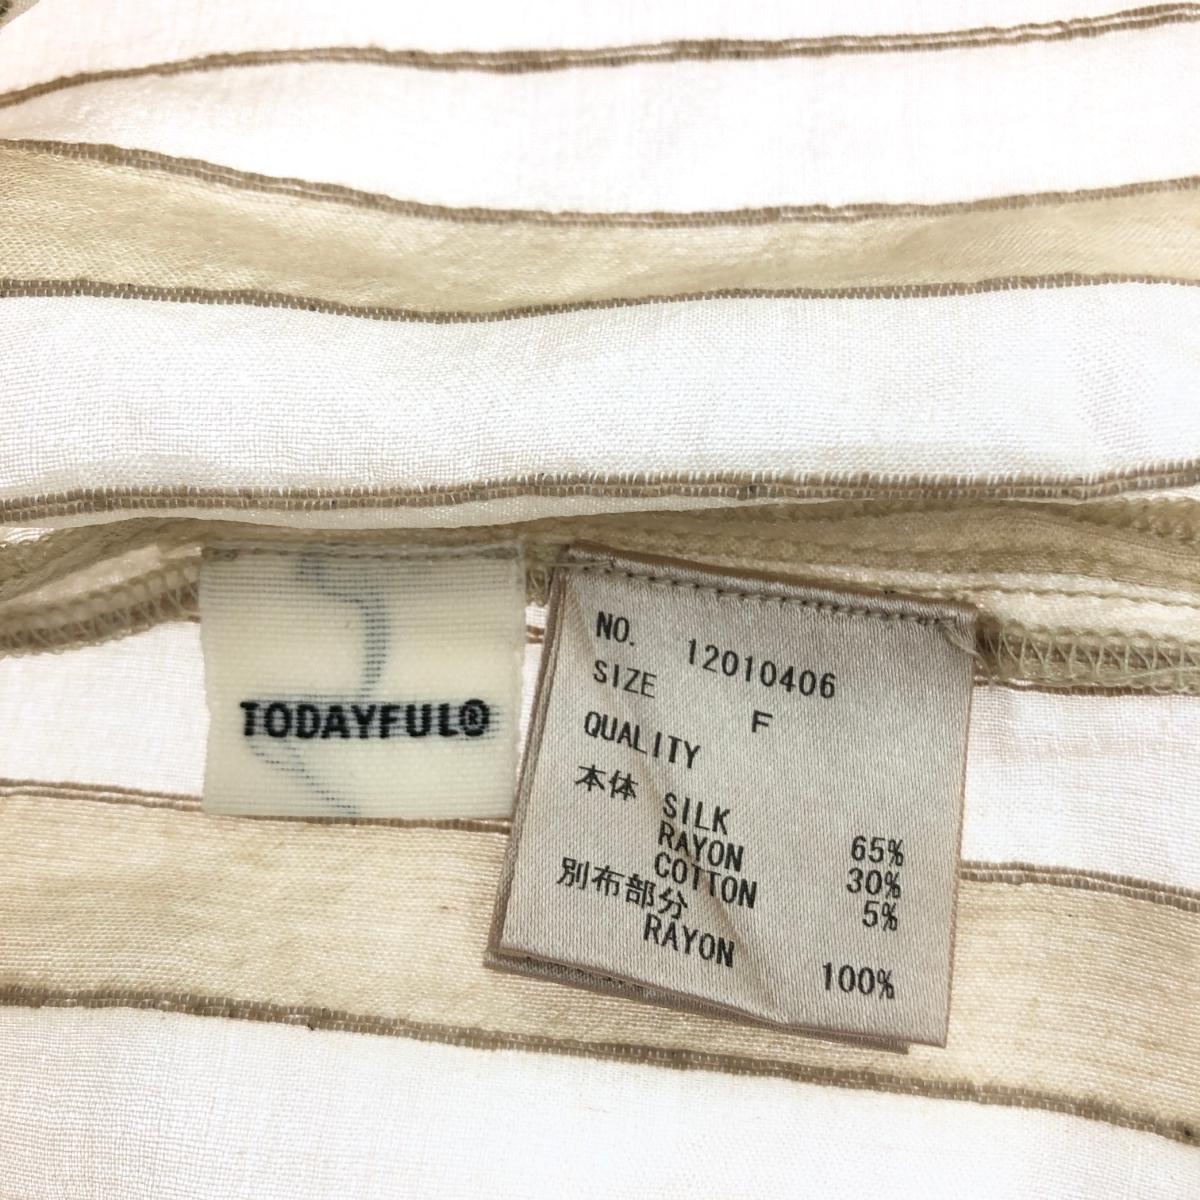 TODAYFUL®
NO. 12010406
SIZE F
QUALITY
本体 SILK 65%
RAYON 30%
COTTON 5%
別布部分
RAYON 100%